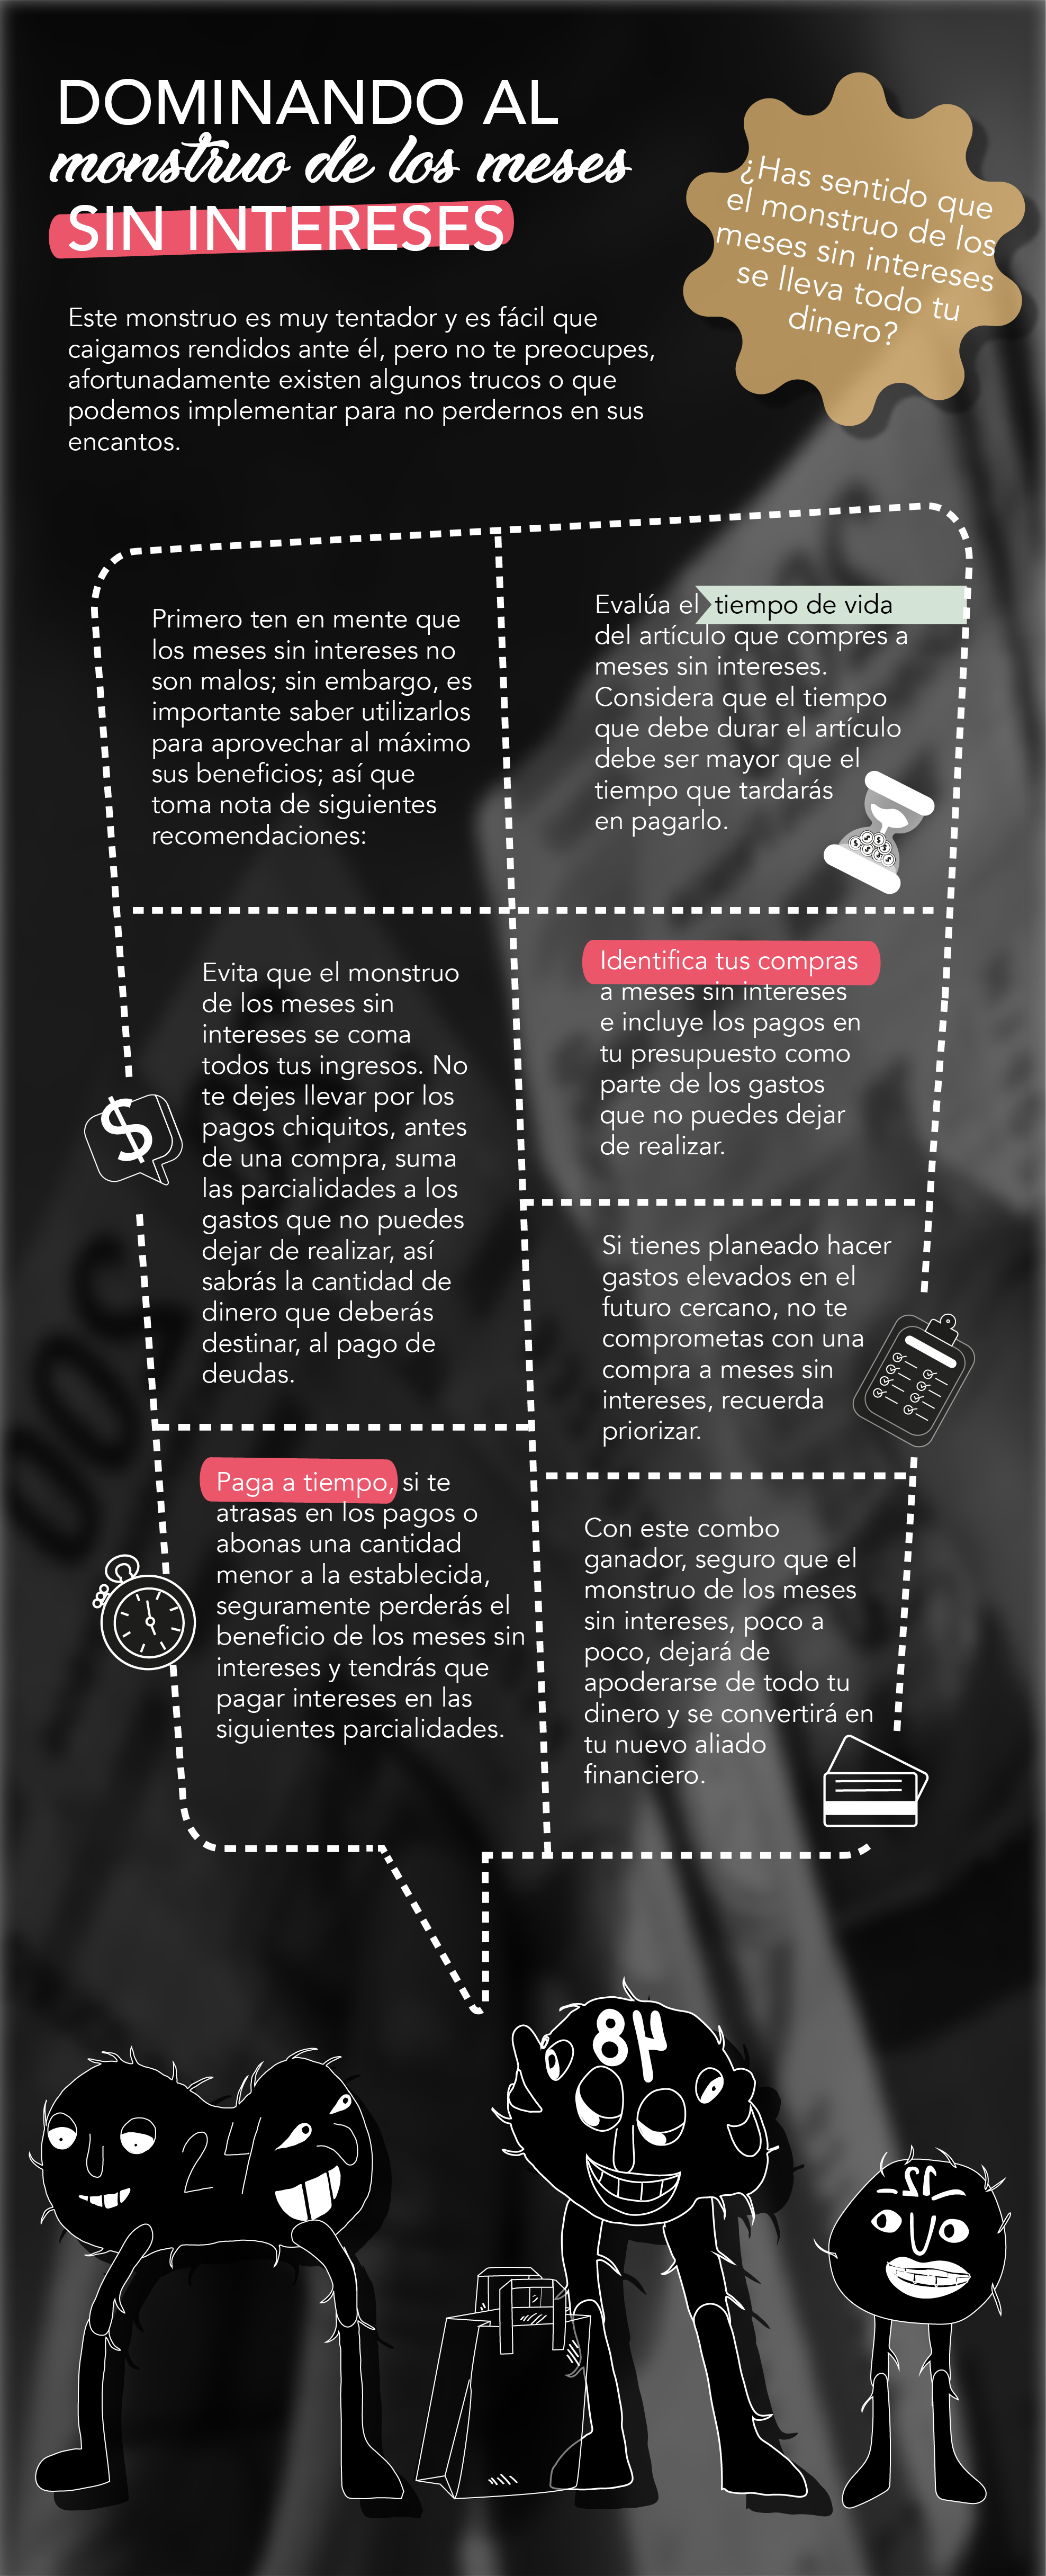 DOMINANDO AL
monstruo de los meses
SIN INTERESES
¿Has sentido que
el monstruo de los
meses sin intereses
se lleva todo tu
dinero?
Este monstruo es muy tentador y es fácil que
caigamos rendidos ante él, pero no te preocupes,
afortunadamente existen algunos trucos o que
podemos implementar para no perdernos en sus
encantos.
Primero ten en mente que
los meses sin intereses no
son malos; sin embargo, es
importante saber utilizarlos
para aprovechar al máximo
sus beneficios; así que
toma nota de siguientes
recomendaciones:
Evalúa el tiempo de vida
del artículo que compres a
meses sin intereses.
Considera que el tiempo
que debe durar el artículo
debe ser mayor que el
tiempo que tardarás
en pagarlo.
Evita que el monstruo
de los meses sin
intereses se coma
todos tus ingresos. No
te dejes llevar por los
pagos chiquitos, antes
de una compra, suma
las parcialidades a los
gastos que no puedes
dejar de realizar, así
sabrás la cantidad de
dinero que deberás
destinar, al pago de
deudas.
$
Identifica tus compras
a meses sin intereses
e incluye los pagos en
tu presupuesto como
parte de los gastos
que no puedes dejar
de realizar.
Si tienes planeado hacer
gastos elevados en el
futuro cercano, no te
comprometas con una
compra a meses sin
intereses, recuerda
priorizar.
Paga a tiempo, si te
atrasas en los pagos o
abonas una cantidad
menor a la establecida,
seguramente perderás el
beneficio de los meses sin
intereses y tendrás que
pagar intereses en las
siguientes parcialidades.
Con este combo
ganador, seguro que el
monstruo de los meses
sin intereses, poco a
poco, dejará de
apoderarse de todo tu
dinero y se convertirá en
tu nuevo aliado
financiero.
24
48
12